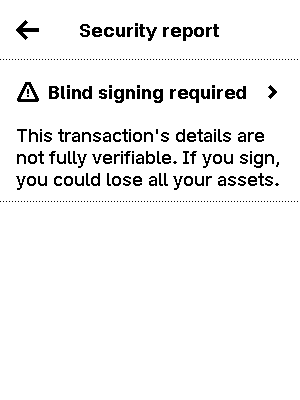 Security report
Blind signing required
This transaction's details are
not fully verifiable. If you sign,
you could lose all your assets.